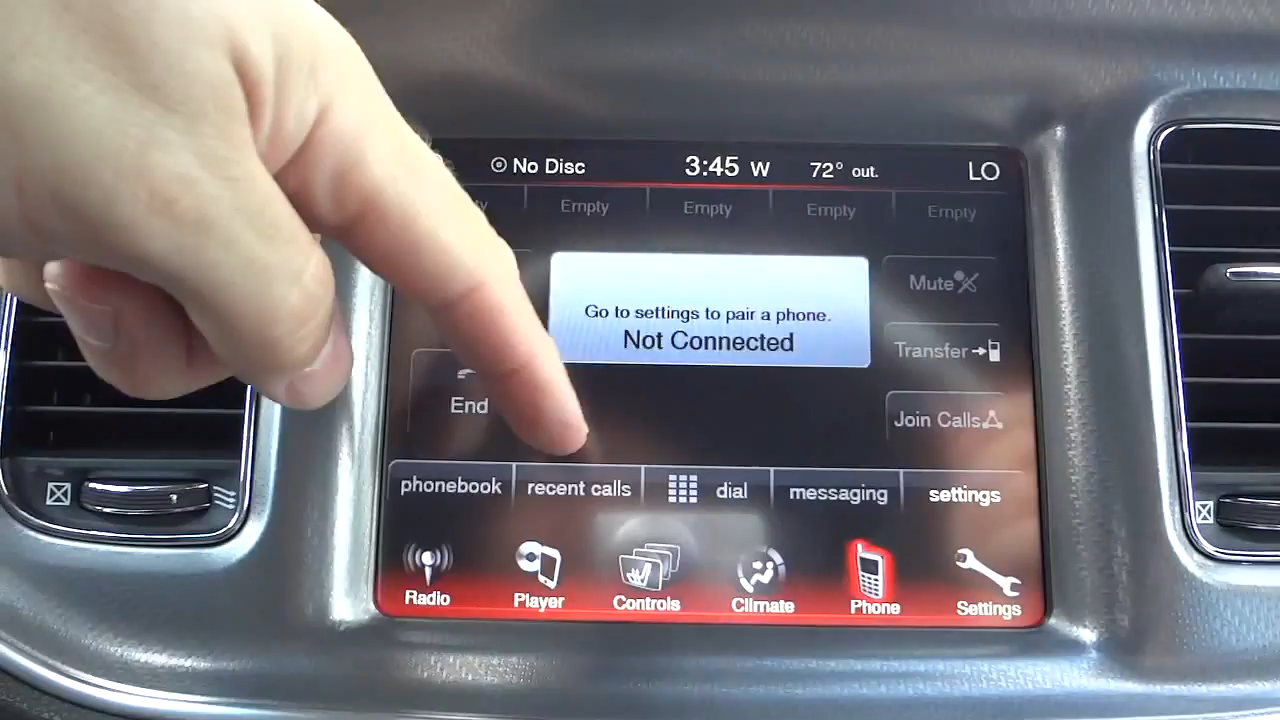 No Disc 3:45 W 72° out. LO
Empty Empty Empty Empty
Mute
Go to settings to pair a phone.
Not Connected
Transfer
End
Join Calls
phonebook recent calls dial messaging settings
Radio Player Controls Climate Phone Settings